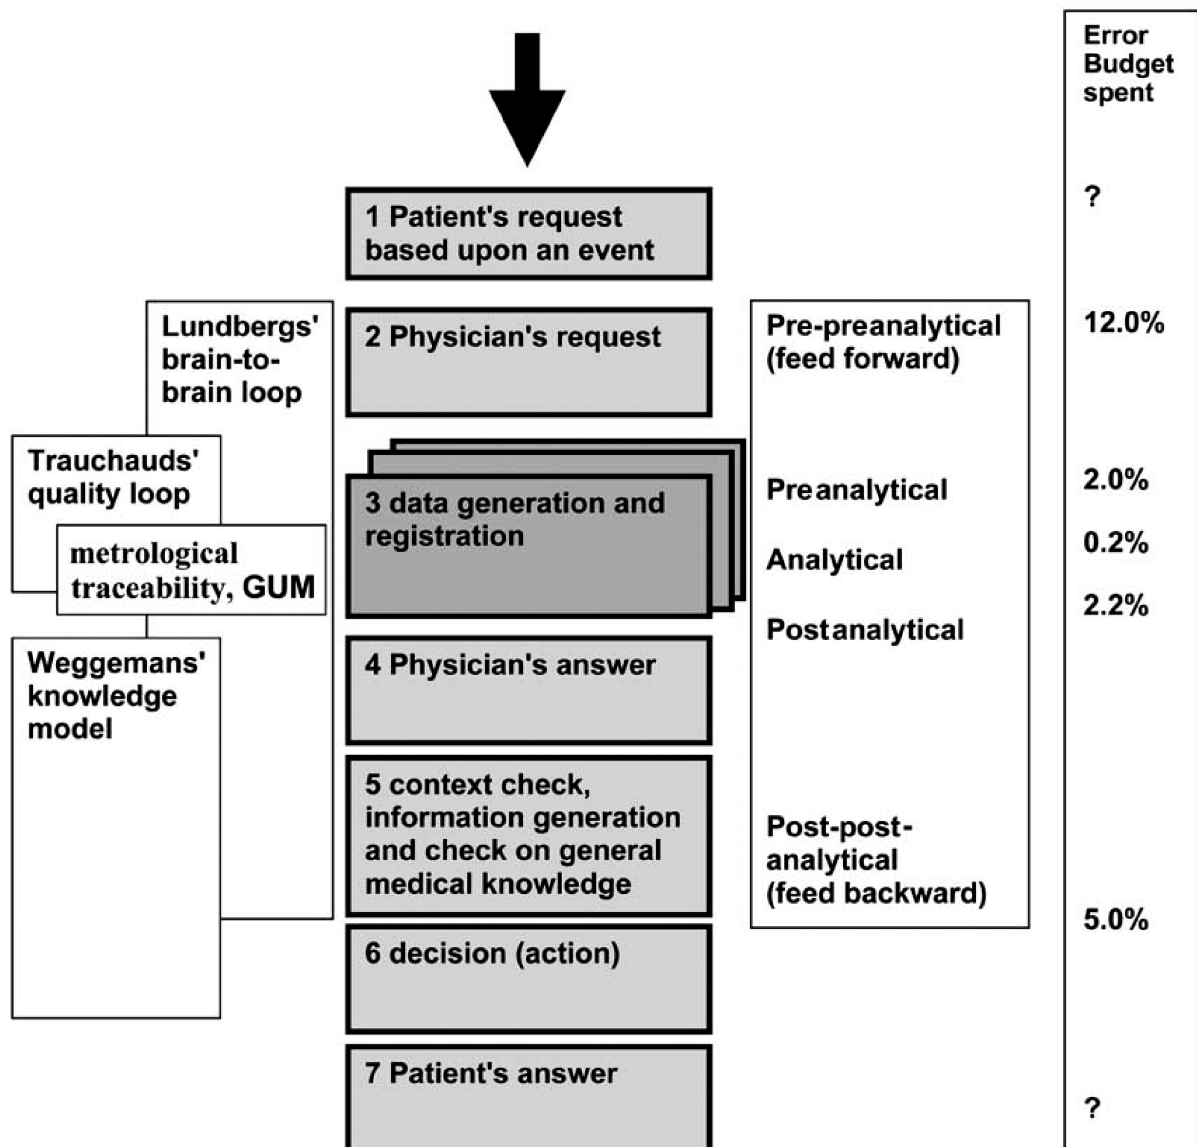 Error
Budget
spent
?
1 Patient's request
based upon an event
Lundbergs'
brain-to-
brain loop
2 Physician's request
Pre-preanalytical
(feed forward)
12.0%
Trauchauds'
quality loop
metrological
traceability, GUM
3 data generation and
registration
Preanalytical
Analytical
Postanalytical
2.0%
0.2%
2.2%
Weggemans'
knowledge
model
4 Physician's answer
5 context check,
information generation
and check on general
medical knowledge
Post-post-
analytical
(feed backward)
5.0%
6 decision (action)
7 Patient's answer
?